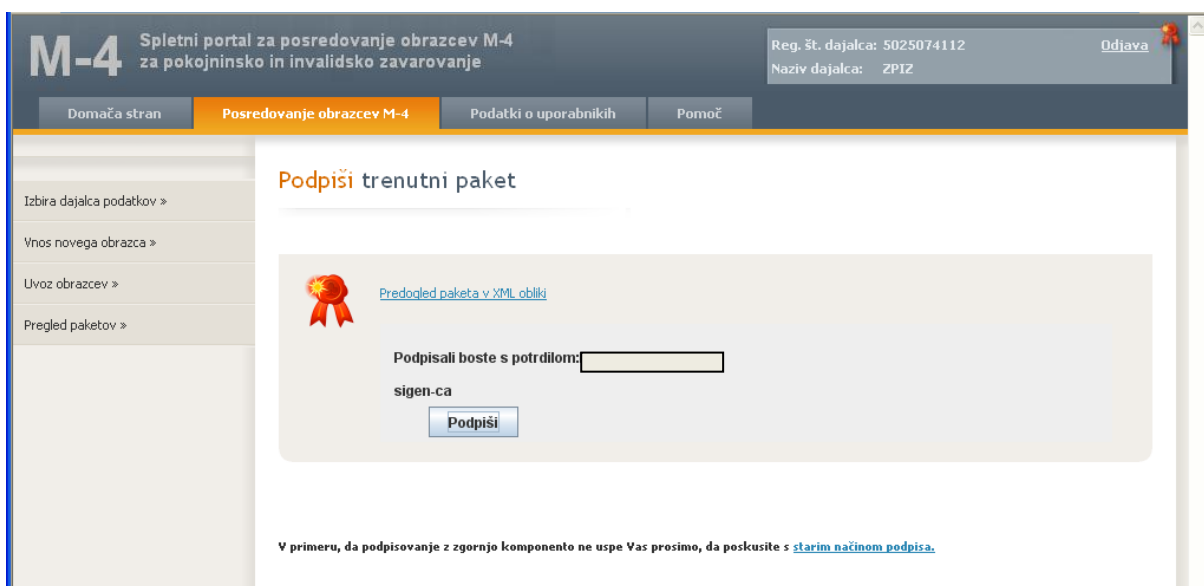 M-4
Spletni portal za posredovanje obrazcev M-4
za pokojninsko in invalidsko zavarovanje
Reg. št. dajalca: 5025074112
Odjava
Naziv dajalca: ZPIZ
Domača stran
Posredovanje obrazcev M-4
Podatki o uporabnikih
Pomoč
Podpiši trenutni paket
Izbira dajalca podatkov »
Vnos novega obrazca »
Uvoz obrazcev »
Pregled paketov »
Predogled paketa v XML obliki
Podpisali boste s potrdilom:
sigen-ca
Podpiši
V primeru, da podpisovanje z zgornjo komponento ne uspe Vas prosimo, da poskusite s starim načinom podpisa.